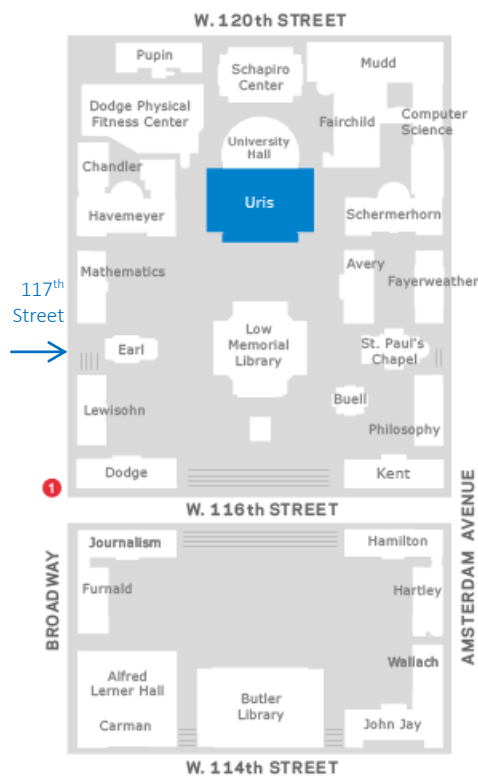 W. 120th STREET
Pupin
Mudd
Schapiro
Center
Dodge Physical
Fitness Center
Computer
Science
Fairchild
University
Hall
Chandler
Uris
Havemeyer
Schermerhorn
Avery
Mathematics
Fayerweather
117th
Street
Low
Memorial
Library
Earl
St. Paul's
Chapel
Buell
Lewisohn
Philosophy
Dodge
Kent
1
W. 116th STREET
BROADWAY
AMSTERDAM AVENUE
Journalism
Hamilton
Furnald
Hartley
Wallach
Alfred
Lerner Hall
Butler
Library
Carman
John Jay
W. 114th STREET